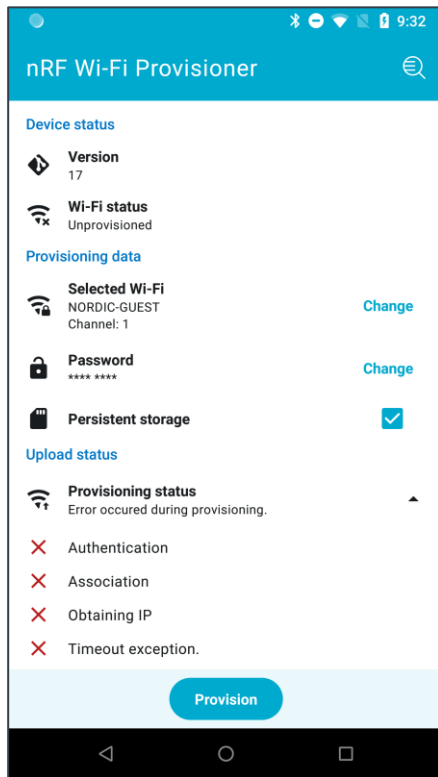 9:32
nRF Wi-Fi Provisioner
Device status
Version
17
Wi-Fi status
Unprovisioned
Provisioning data
Selected Wi-Fi
NORDIC-GUEST
Channel: 1
Change
Password
**** ****
Change
Persistent storage
Upload status
Provisioning status
Error occured during provisioning.
Authentication
Association
Obtaining IP
Timeout exception.
Provision